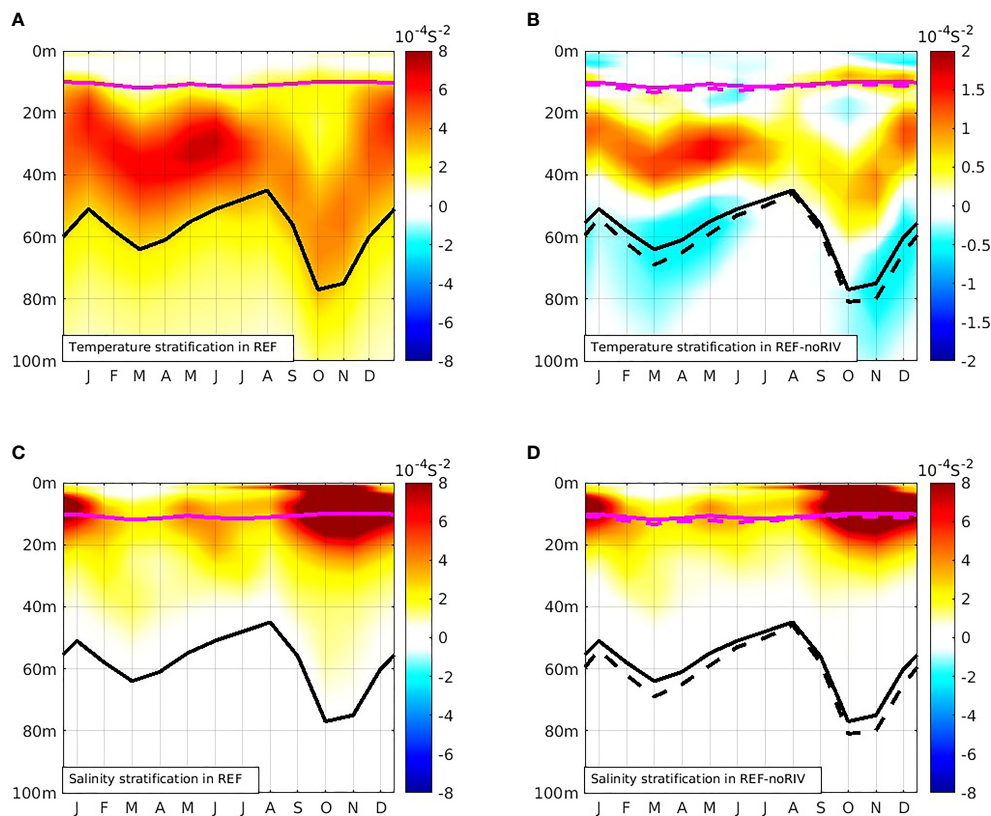 A
10-4S-2
0m
20m
40m
60m
80m
100m
8
6
4
2
0
-2
-4
-6
-8
Temperature stratification in REF
J F M A M J J A S O N D
B
10-4S-2
0m
20m
40m
60m
80m
100m
2
1.5
1
0.5
0
-0.5
-1
-1.5
-2
Temperature stratification in REF-noRIV
J F M A M J J A S O N D
C
10-4S-2
0m
20m
40m
60m
80m
100m
8
6
4
2
0
-2
-4
-6
-8
Salinity stratification in REF
J F M A M J J A S O N D
D
10-4S-2
0m
20m
40m
60m
80m
100m
8
6
4
2
0
-2
-4
-6
-8
Salinity stratification in REF-noRIV
J F M A M J J A S O N D